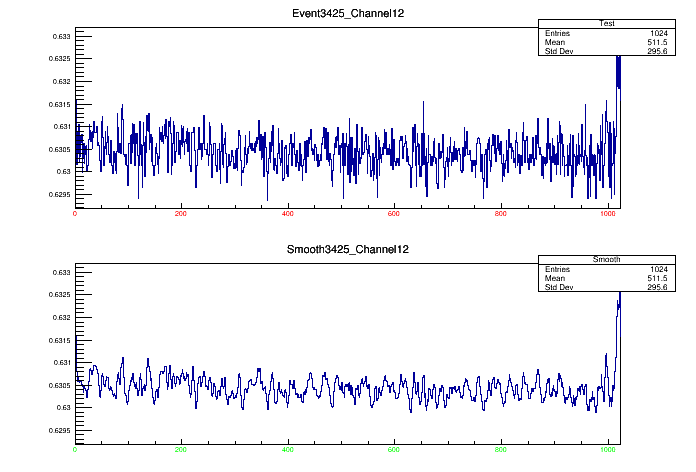 Event3425_Channel12
Test
Entries 1024
Mean 511.5
Std Dev 295.6
0.633
0.6325
0.632
0.6315
0.631
0.6305
0.63
0.6295
0 200 400 600 800 1000
Smooth3425_Channel12
Smooth
Entries 1024
Mean 511.5
Std Dev 295.6
0.633
0.6325
0.632
0.6315
0.631
0.6305
0.63
0.6295
0 200 400 600 800 1000